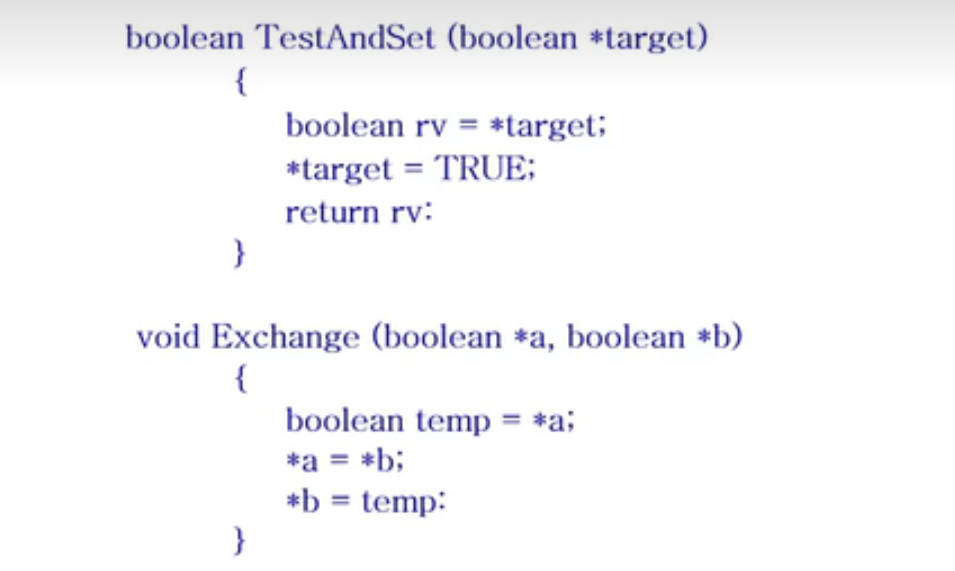 boolean TestAndSet (boolean *target)
{
boolean rv = *target;
*target = TRUE;
return rv:
}
void Exchange (boolean *a, boolean *b)
{
boolean temp = *a;
*a = *b;
*b = temp:
}